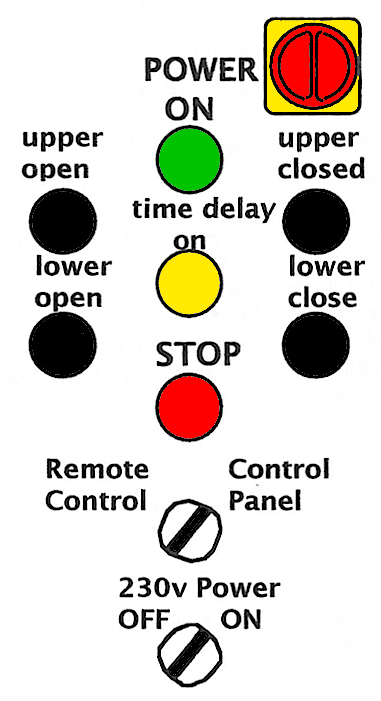 POWER
ON
upper
open
upper
closed
time delay
on
lower
open
lower
close
STOP
Remote
Control
Control
Panel
230v Power
OFF ON